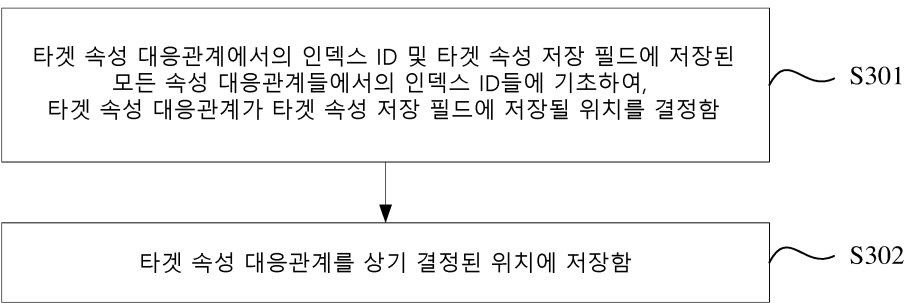 타겟 속성 대응관계에서의 인덱스 ID 및 타겟 속성 저장 필드에 저장된
모든 속성 대응관계들에서의 인덱스 ID들에 기초하여,
타겟 속성 대응관계가 타겟 속성 저장 필드에 저장될 위치를 결정함
S301
타겟 속성 대응관계를 상기 결정된 위치에 저장함
S302